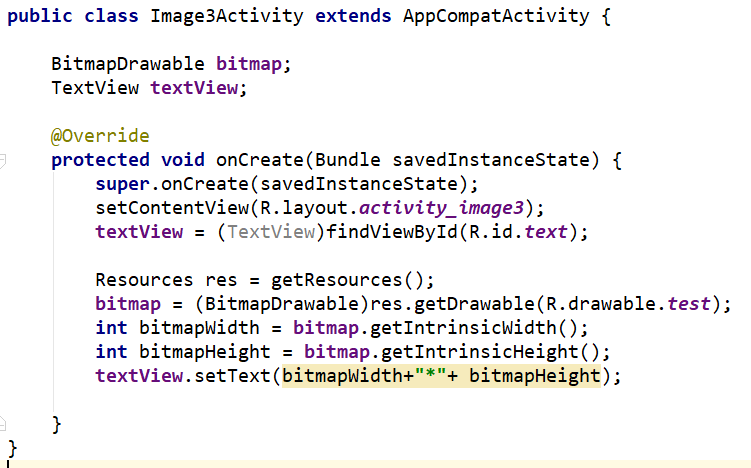 public class Image3Activity extends AppCompatActivity {
BitmapDrawable bitmap;
TextView textView;
@Override
protected void onCreate(Bundle savedInstanceState) {
super.onCreate(savedInstanceState);
setContentView(R.layout.activity_image3);
textView = (TextView)findViewById(R.id.text);
Resources res = getResources();
bitmap = (BitmapDrawable)res.getDrawable(R.drawable.test);
int bitmapWidth = bitmap.getIntrinsicWidth();
int bitmapHeight = bitmap.getIntrinsicHeight();
textView.setText(bitmapWidth+"*"+ bitmapHeight);
}
}